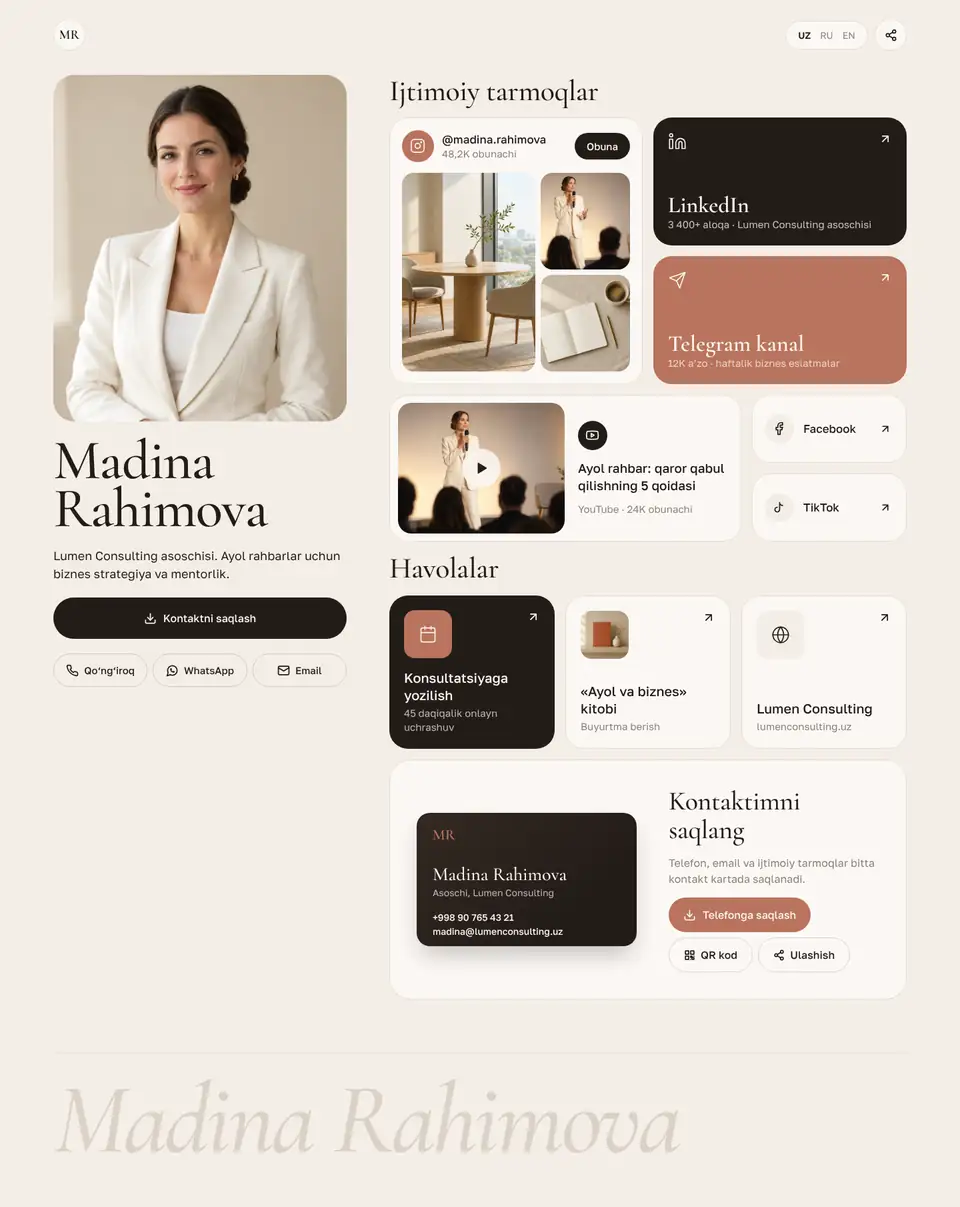 MR
UZ RU EN
Madina
Rahimova
Lumen Consulting asoschisi. Ayol rahbarlar uchun
biznes strategiya va mentorlik.
Kontaktni saqlash
Qo‘ng‘iroq
WhatsApp
Email
Ijtimoiy tarmoqlar
@madina.rahimova
48,2K obunachi
Obuna
LinkedIn
3 400+ aloqa · Lumen Consulting asoschisi
Telegram kanal
12K a’zo · haftalik biznes eslatmalar
Ayol rahbar: qaror qabul
qilishning 5 qoidasi
YouTube · 24K obunachi
Facebook
TikTok
Havolalar
Konsultatsiyaga
yozilish
45 daqiqalik onlayn
uchrashuv
«Ayol va biznes»
kitobi
Buyurtma berish
Lumen Consulting
lumenconsulting.uz
MR
Madina Rahimova
Asoschi, Lumen Consulting
+998 90 765 43 21
madina@lumenconsulting.uz
Kontaktimni
saqlang
Telefon, email va ijtimoiy tarmoqlar bitta
kontakt kartada saqlanadi.
Telefonga saqlash
QR kod
Ulashish
Madina Rahimova